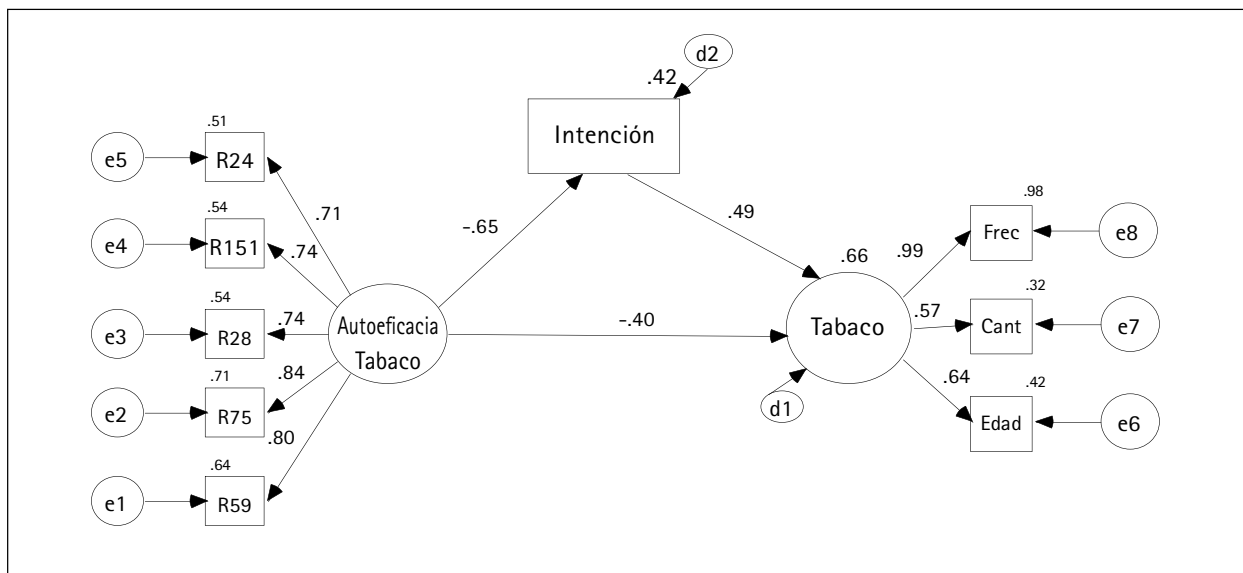 d2
.42
Intención
.51
e5
R24
.71
.54
e4
R151
.74
-.65
.49
.98
Frec
e8
.99
.66
.54
e3
R28
.74
Autoeficacia
Tabaco
-.40
Tabaco
.57
.32
Cant
e7
.71
e2
R75
.84
.64
.42
Edad
e6
d1
.80
.64
e1
R59